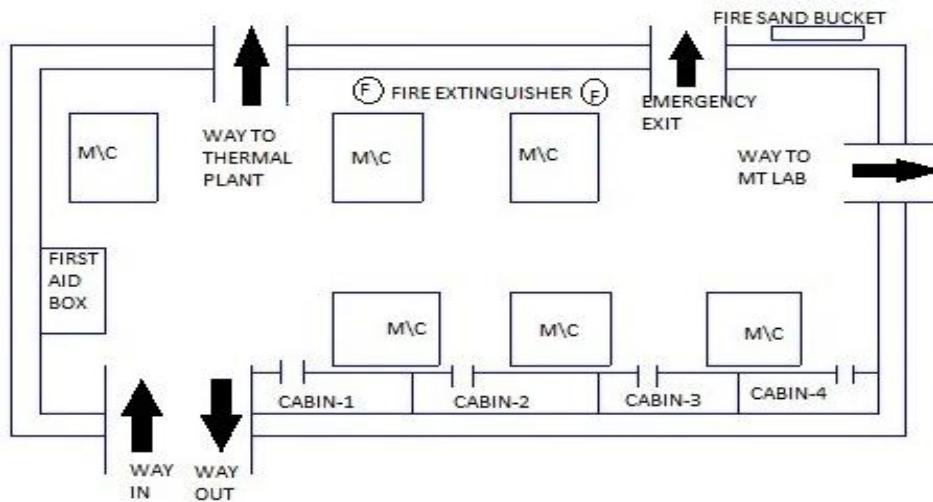 FIRE SAND BUCKET
F FIRE EXTINGUISHER F
EMERGENCY
EXIT
WAY TO
THERMAL
PLANT
M\C
M\C
M\C
WAY TO
MT LAB
FIRST
AID
BOX
M\C
M\C
M\C
CABIN-1
CABIN-2
CABIN-3
CABIN-4
WAY
IN
WAY
OUT